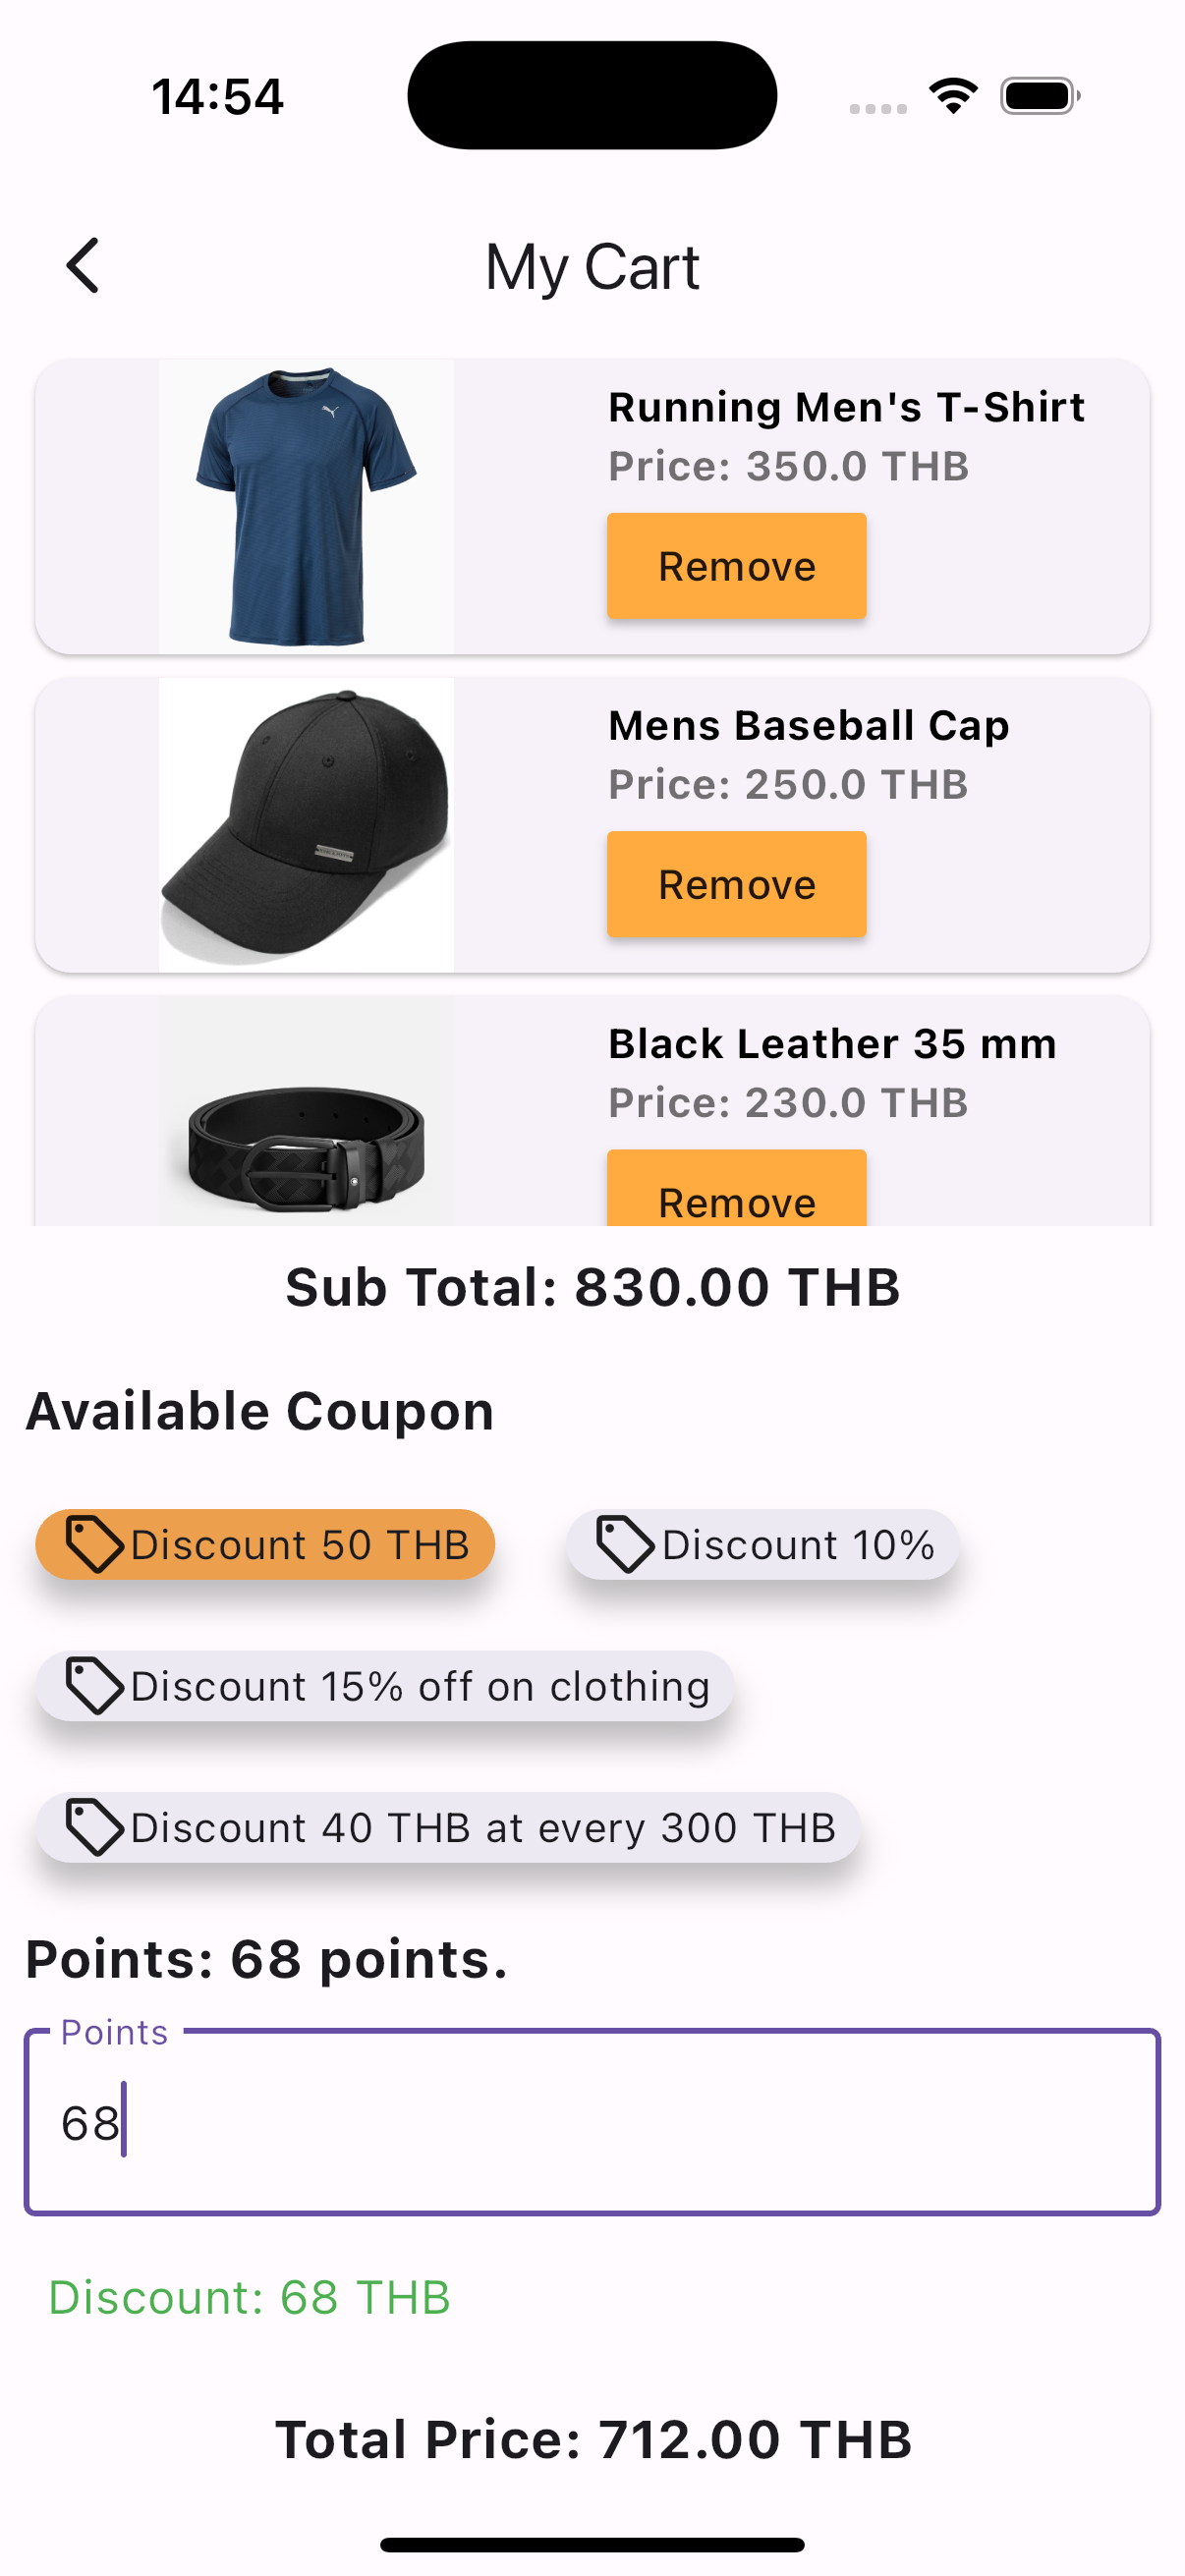 14:54
My Cart
Running Men's T-Shirt
Price: 350.0 THB
Remove
Mens Baseball Cap
Price: 250.0 THB
Remove
Black Leather 35 mm
Price: 230.0 THB
Remove
Sub Total: 830.00 THB
Available Coupon
Discount 50 THB
Discount 10%
Discount 15% off on clothing
Discount 40 THB at every 300 THB
Points: 68 points.
Points
68
Discount: 68 THB
Total Price: 712.00 THB